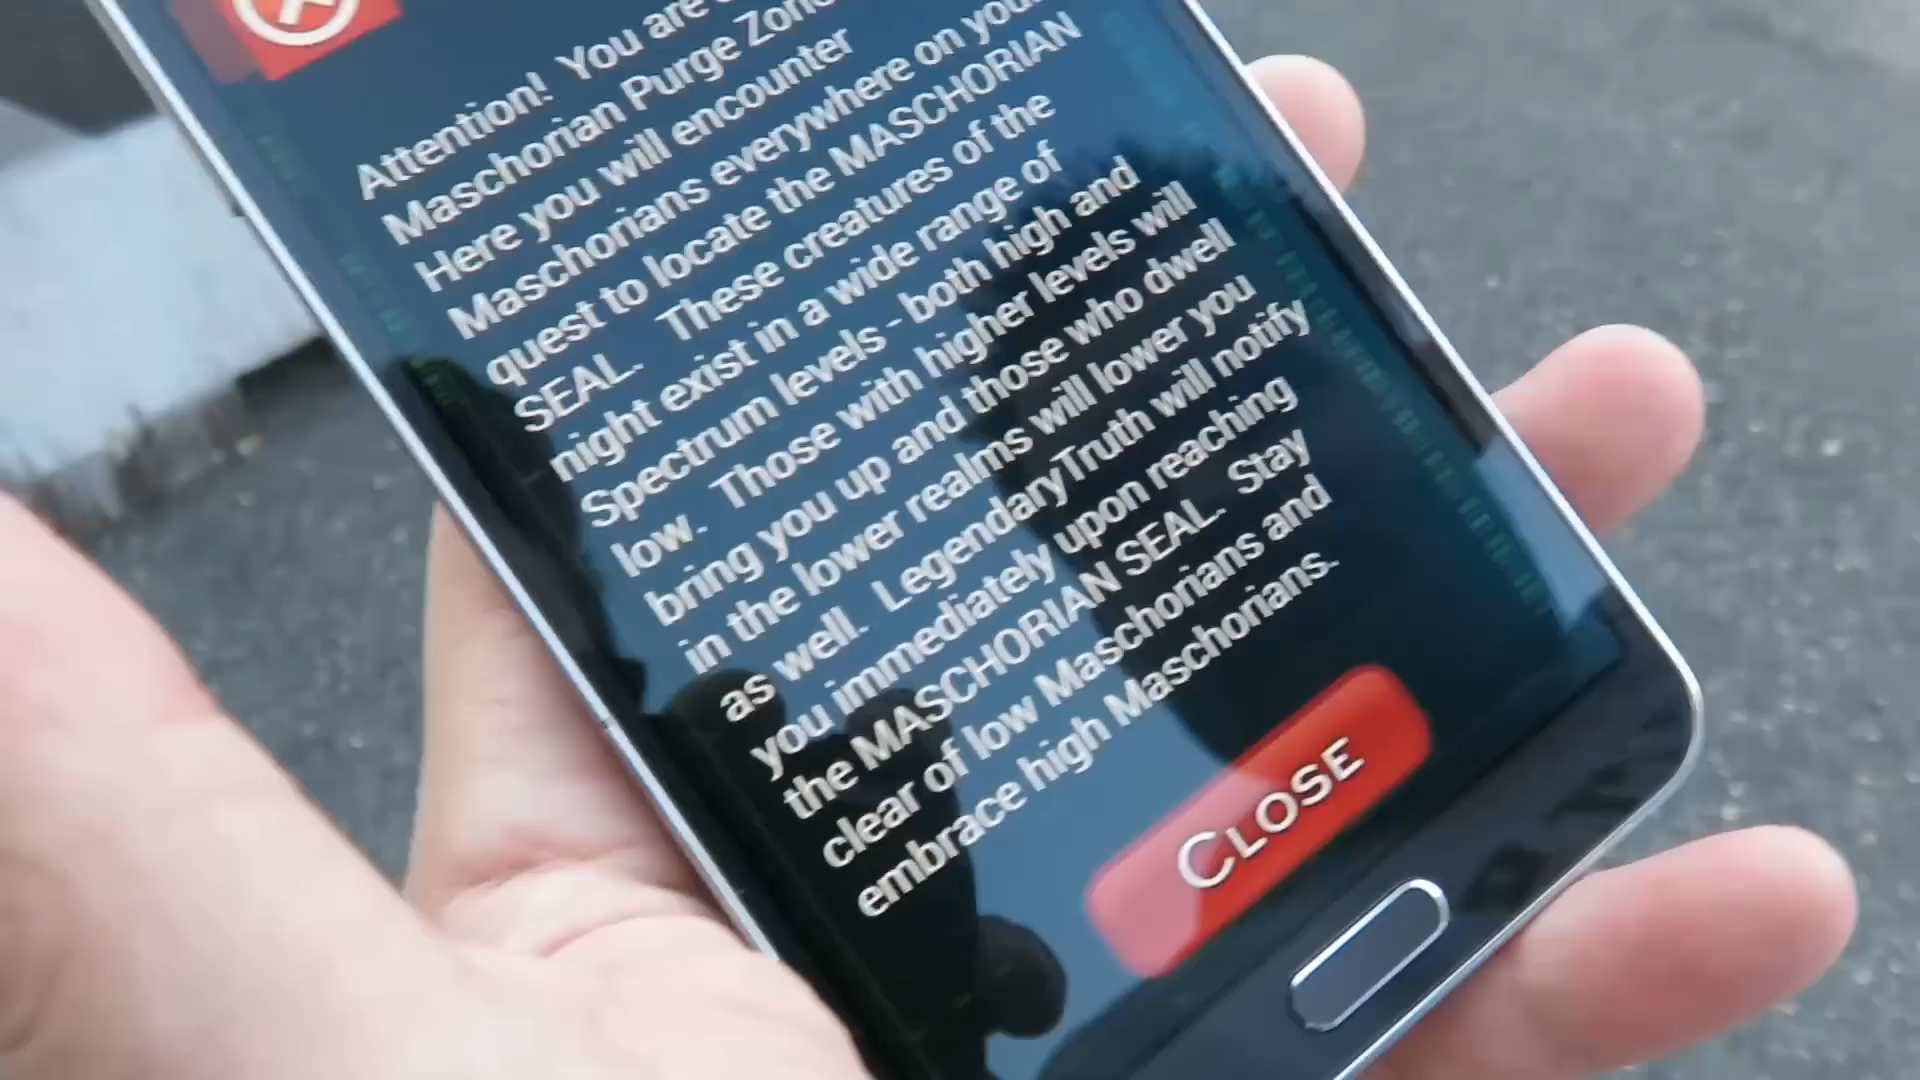 Attention! You are
Maschorian Purge Zone
Here you will encounter
Maschorians everywhere on your
quest to locate the MASCHORIAN
SEAL. These creatures of the
night exist in a wide range of
Spectrum levels - both high and
low. Those with higher levels will
bring you up and those who dwell
in the lower realms will lower you
as well. LegendaryTruth will notify
you immediately upon reaching
the MASCHORIAN SEAL. Stay
clear of low Maschorians and
embrace high Maschorians.
CLOSE